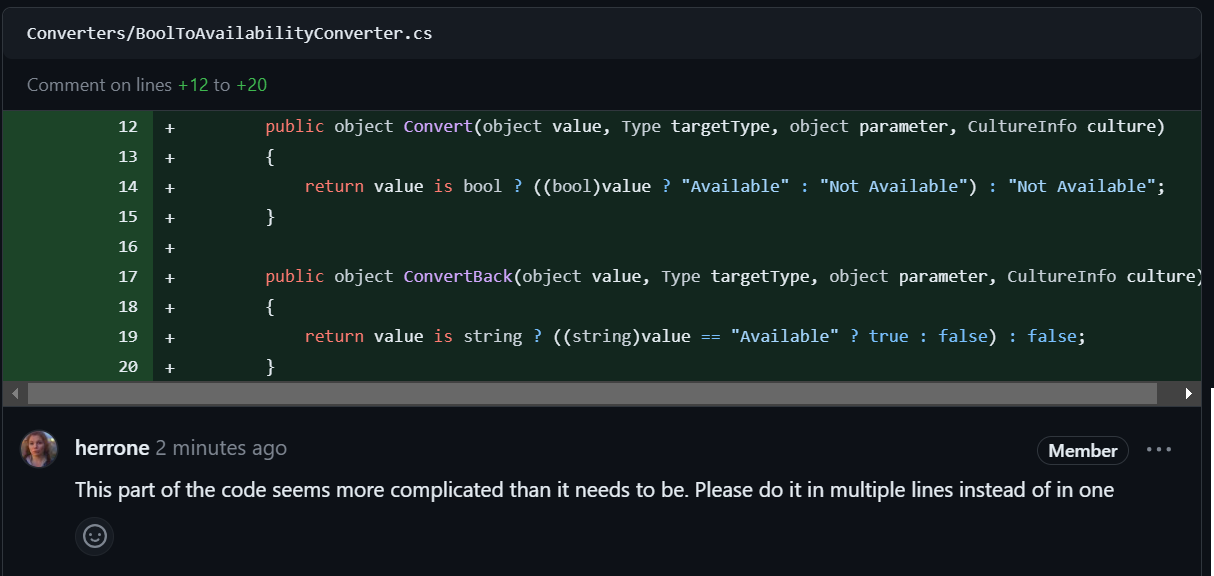 Converters/BoolToAvailabilityConverter.cs
Comment on lines +12 to +20
12 + public object Convert(object value, Type targetType, object parameter, CultureInfo culture)
13 + {
14 + return value is bool ? ((bool)value ? "Available" : "Not Available") : "Not Available";
15 + }
16 +
17 + public object ConvertBack(object value, Type targetType, object parameter, CultureInfo culture)
18 + {
19 + return value is string ? ((string)value == "Available" ? true : false) : false;
20 + }
herrone 2 minutes ago Member ...
This part of the code seems more complicated than it needs to be. Please do it in multiple lines instead of in one